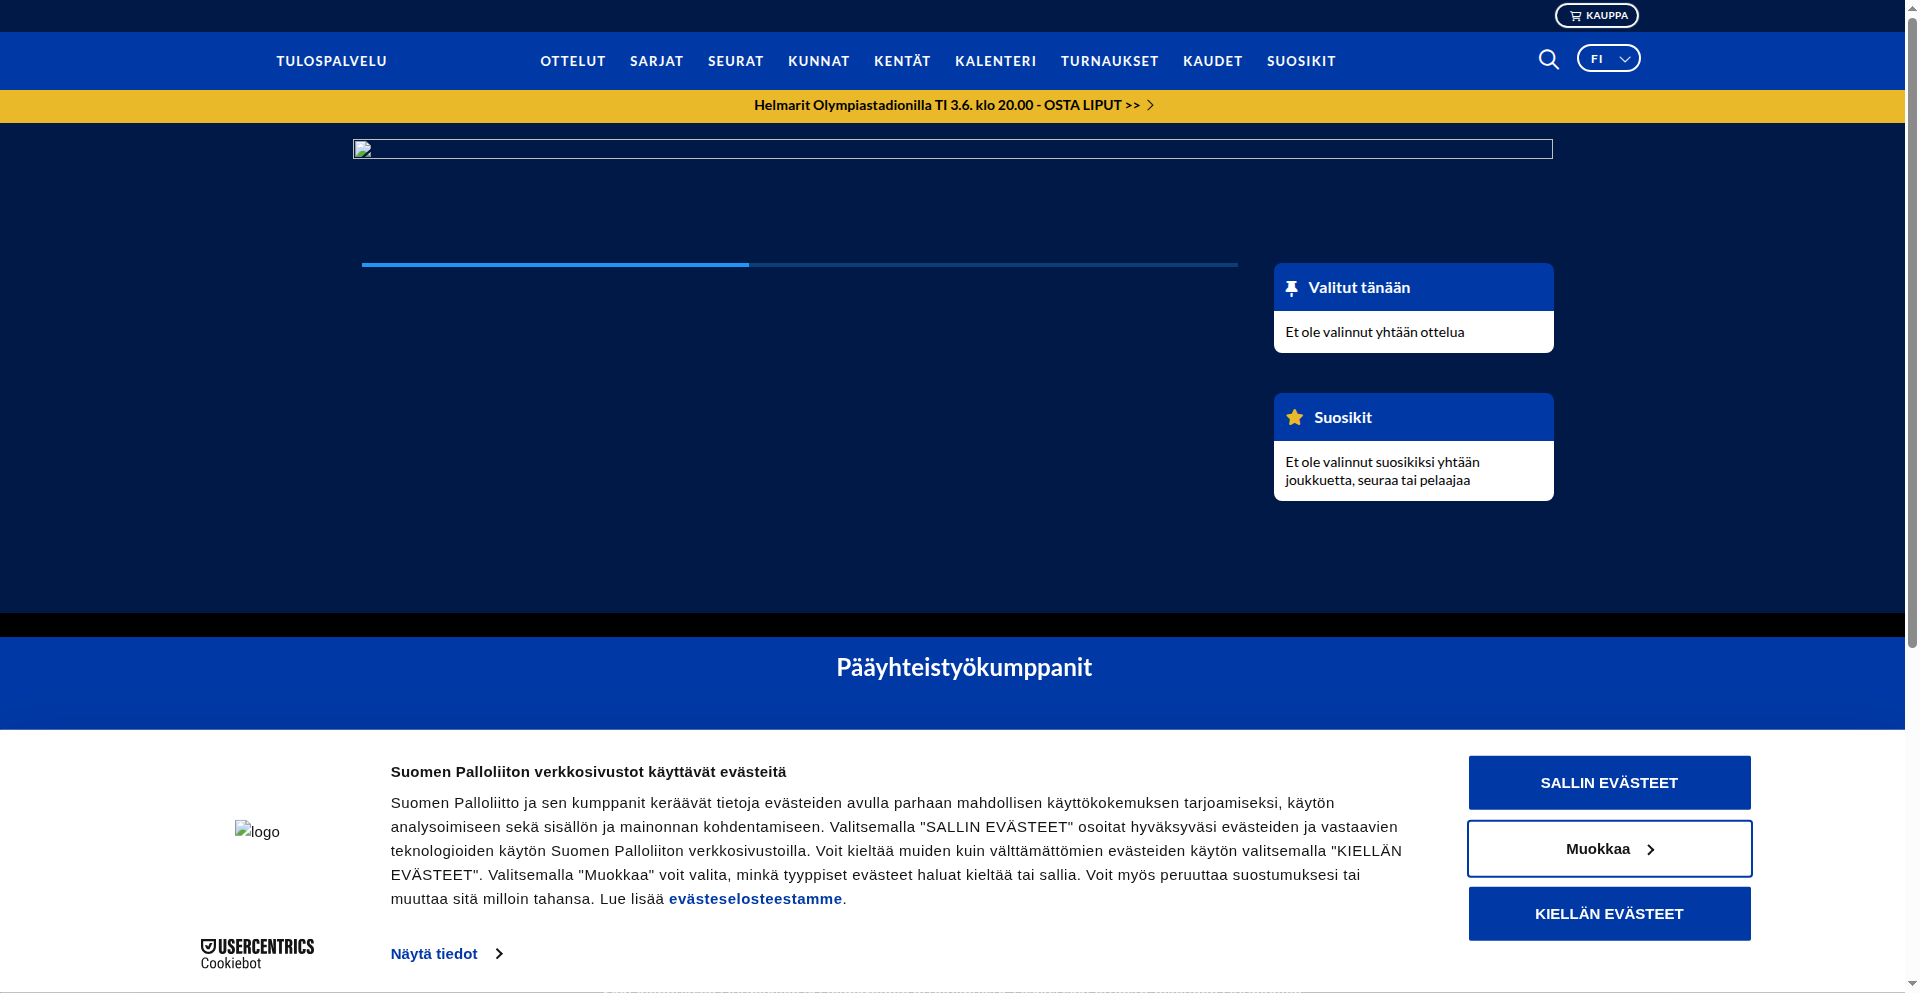 KAUPPA
TULOSPALVELU
OTTELUT SARJAT SEURAT KUNNAT KENTÄT KALENTERI TURNAUKSET KAUDET SUOSIKIT
FI
Helmarit Olympiastadionilla TI 3.6. klo 20.00 - OSTA LIPUT >>
Valitut tänään
Et ole valinnut yhtään ottelua
Suosikit
Et ole valinnut suosikiksi yhtään
joukkuetta, seuraa tai pelaajaa
Pääyhteistyökumppanit
logo
USERCENTRICS
Cookiebot
Suomen Palloliiton verkkosivustot käyttävät evästeitä
Suomen Palloliitto ja sen kumppanit keräävät tietoja evästeiden avulla parhaan mahdollisen käyttökokemuksen tarjoamiseksi, käytön
analysoimiseen sekä sisällön ja mainonnan kohdentamiseen. Valitsemalla "SALLIN EVÄSTEET" osoitat hyväksyväsi evästeiden ja vastaavien
teknologioiden käytön Suomen Palloliiton verkkosivustoilla. Voit kieltää muiden kuin välttämättömien evästeiden käytön valitsemalla "KIELLÄN
EVÄSTEET". Valitsemalla "Muokkaa" voit valita, minkä tyyppiset evästeet haluat kieltää tai sallia. Voit myös peruuttaa suostumuksesi tai
muuttaa sitä milloin tahansa. Lue lisää evästeselosteestamme.
Näytä tiedot
SALLIN EVÄSTEET
Muokkaa
KIELLÄN EVÄSTEET